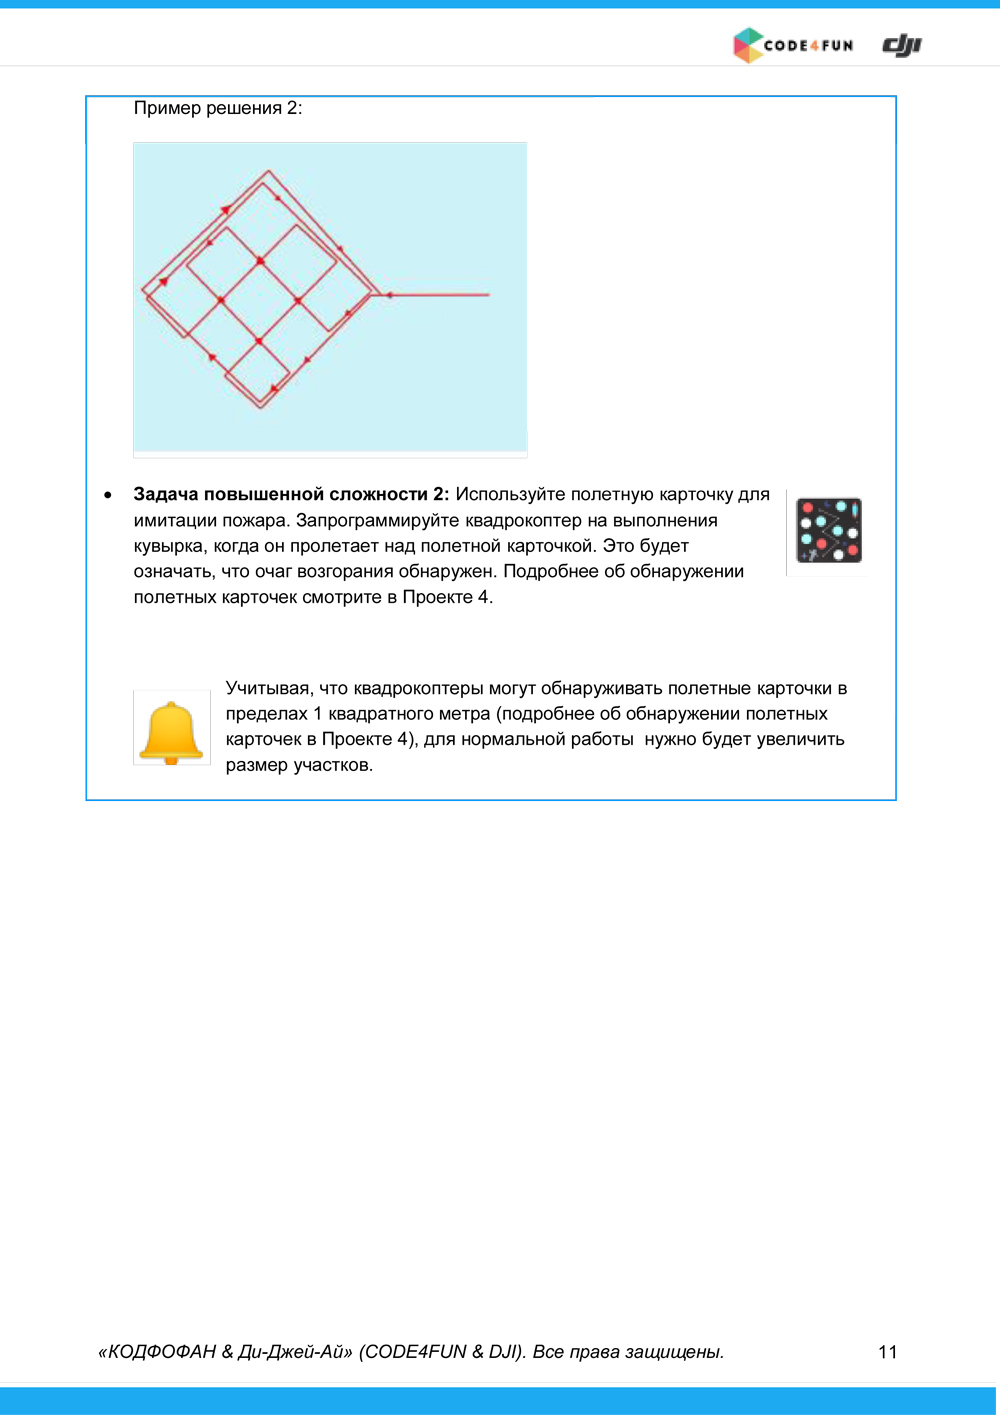 CODE4FUN dji
Пример решения 2:
• Задача повышенной сложности 2: Используйте полетную карточку для
имитации пожара. Запрограммируйте квадрокоптер на выполнения
кувырка, когда он пролетает над полетной карточкой. Это будет
означать, что очаг возгорания обнаружен. Подробнее об обнаружении
полетных карточек смотрите в Проекте 4.
Учитывая, что квадрокоптеры могут обнаруживать полетные карточки в
пределах 1 квадратного метра (подробнее об обнаружении полетных
карточек в Проекте 4), для нормальной работы нужно будет увеличить
размер участков.
«КОДФОФАН & Ди-Джей-Ай» (CODE4FUN & DJI). Все права защищены. 11